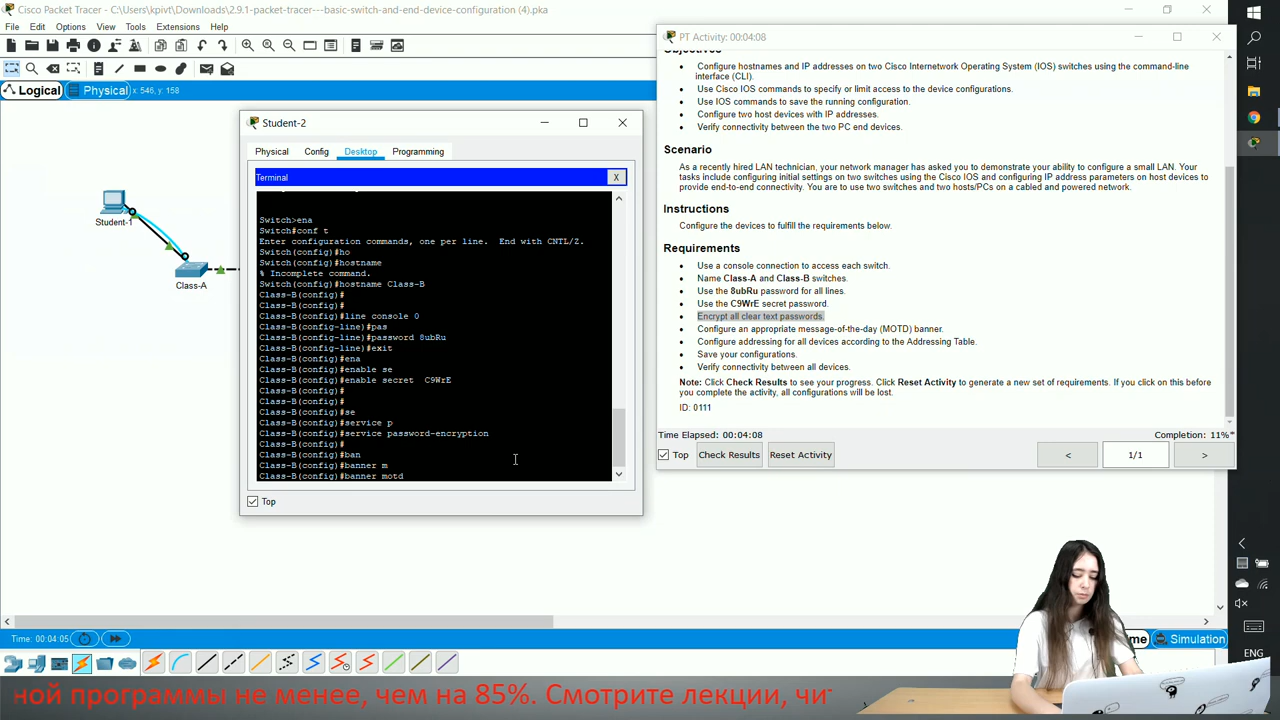 Cisco Packet Tracer - C:\Users\kpivt\Downloads\2.9.1-packet-tracer---basic-switch-and-end-device-configuration (4).pka
File Edit Options View Tools Extensions Help
Logical Physical x: 546, y: 158
Student-1
Class-A
Student-2
Physical Config Desktop Programming
Terminal
X
Switch>ena
Switch#conf t
Enter configuration commands, one per line. End with CNTL/Z.
Switch(config)#ho
Switch(config)#hostname
% Incomplete command.
Switch(config)#hostname Class-B
Class-B(config)#
Class-B(config)#
Class-B(config)#line console 0
Class-B(config-line)#pas
Class-B(config-line)#password 8ubRu
Class-B(config-line)#exit
Class-B(config)#ena
Class-B(config)#enable se
Class-B(config)#enable secret C9WrE
Class-B(config)#
Class-B(config)#
Class-B(config)#se
Class-B(config)#service p
Class-B(config)#service password-encryption
Class-B(config)#
Class-B(config)#ban
Class-B(config)#banner m
Class-B(config)#banner motd
Top
PT Activity: 00:04:08
Objectives
Configure hostnames and IP addresses on two Cisco Internetwork Operating System (IOS) switches using the command-line
interface (CLI).
Use Cisco IOS commands to specify or limit access to the device configurations.
Use IOS commands to save the running configuration.
Configure two host devices with IP addresses.
Verify connectivity between the two PC end devices.
Scenario
As a recently hired LAN technician, your network manager has asked you to demonstrate your ability to configure a small LAN. Your
tasks include configuring initial settings on two switches using the Cisco IOS and configuring IP address parameters on host devices to
provide end-to-end connectivity. You are to use two switches and two hosts/PCs on a cabled and powered network.
Instructions
Configure the devices to fulfill the requirements below.
Requirements
Use a console connection to access each switch.
Name Class-A and Class-B switches.
Use the 8ubRu password for all lines.
Use the C9WrE secret password.
Encrypt all clear text passwords.
Configure an appropriate message-of-the-day (MOTD) banner.
Configure addressing for all devices according to the Addressing Table.
Save your configurations.
Verify connectivity between all devices.
Note: Click Check Results to see your progress. Click Reset Activity to generate a new set of requirements. If you click on this before
you complete the activity, all configurations will be lost.
ID: 0111
Time Elapsed: 00:04:08 Completion: 11%*
Top Check Results Reset Activity < 1/1 >
Time: 00:04:05
me Simulation
ENG
ной программы не менее, чем на 85%. Смотрите лекции, чи